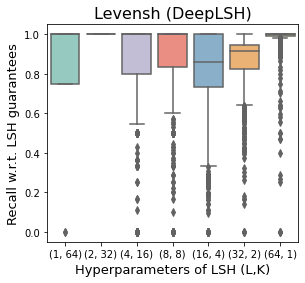 Levensh (DeepLSH)
Recall w.r.t. LSH guarantees
1.0
0.8
0.6
0.4
0.2
0.0
(1, 64) (2, 32) (4, 16) (8, 8) (16, 4) (32, 2) (64, 1)
Hyperparameters of LSH (L,K)